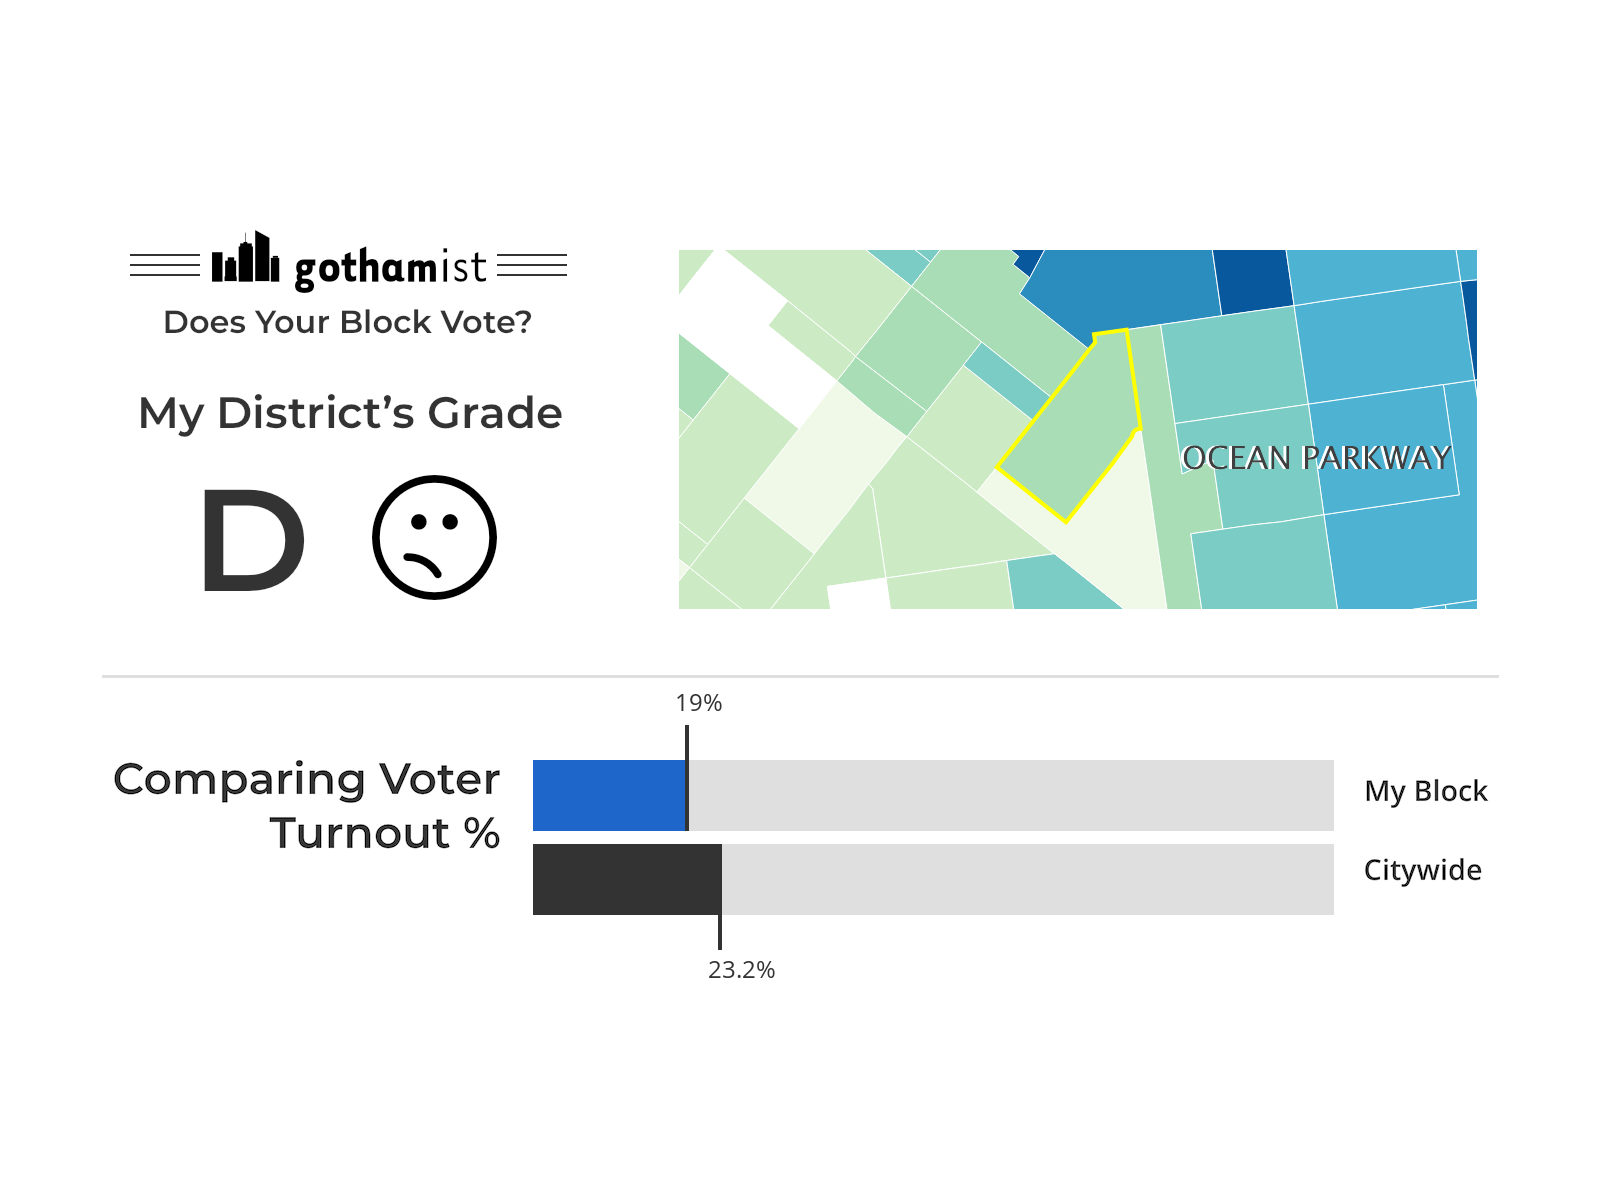 gothamist
Does Your Block Vote?
My District's Grade
D
OCEAN PARKWAY
19%
Comparing Voter
Turnout %
My Block
Citywide
23.2%